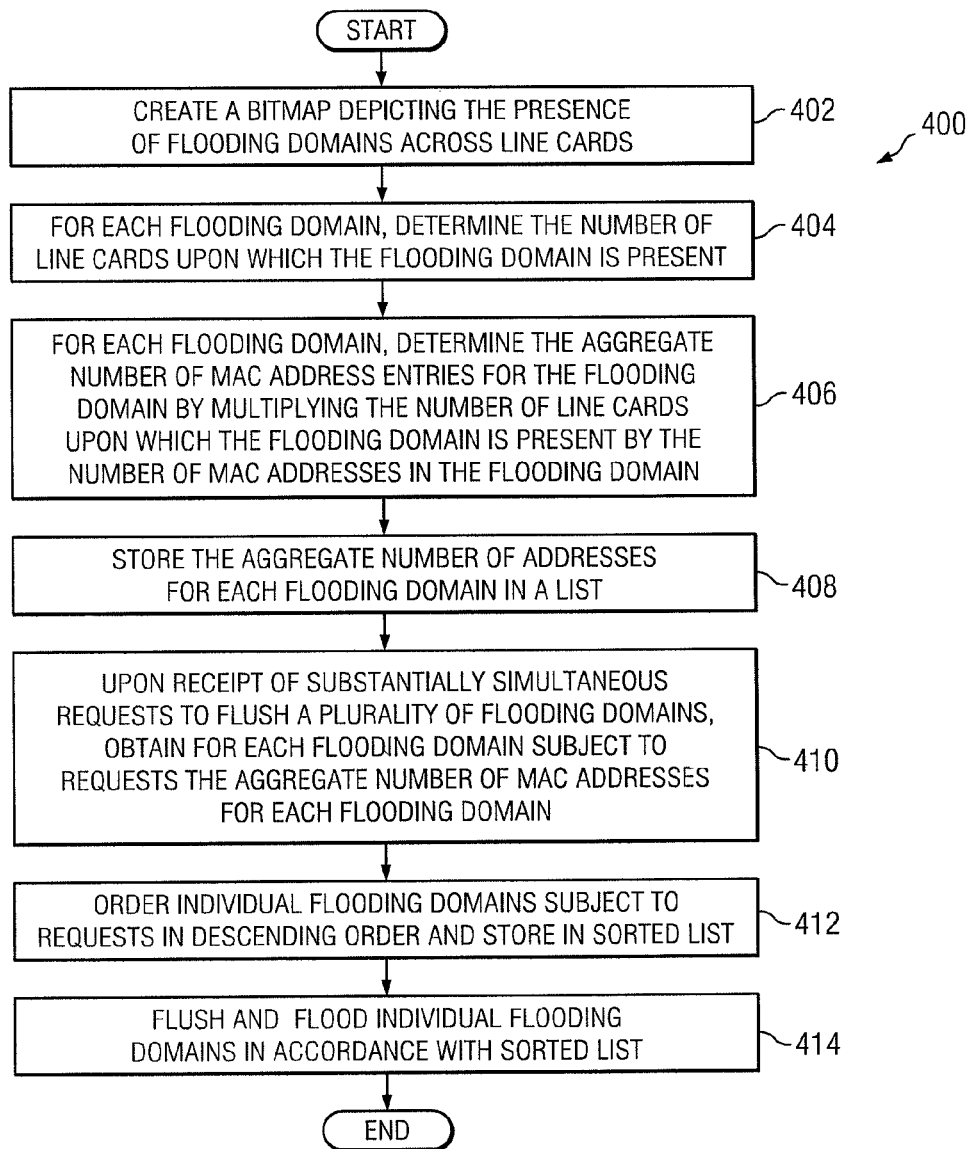 START
CREATE A BITMAP DEPICTING THE PRESENCE
OF FLOODING DOMAINS ACROSS LINE CARDS
402
400
FOR EACH FLOODING DOMAIN, DETERMINE THE NUMBER OF
LINE CARDS UPON WHICH THE FLOODING DOMAIN IS PRESENT
404
FOR EACH FLOODING DOMAIN, DETERMINE THE AGGREGATE
NUMBER OF MAC ADDRESS ENTRIES FOR THE FLOODING
DOMAIN BY MULTIPLYING THE NUMBER OF LINE CARDS
UPON WHICH THE FLOODING DOMAIN IS PRESENT BY THE
NUMBER OF MAC ADDRESSES IN THE FLOODING DOMAIN
406
STORE THE AGGREGATE NUMBER OF ADDRESSES
FOR EACH FLOODING DOMAIN IN A LIST
408
UPON RECEIPT OF SUBSTANTIALLY SIMULTANEOUS
REQUESTS TO FLUSH A PLURALITY OF FLOODING DOMAINS,
OBTAIN FOR EACH FLOODING DOMAIN SUBJECT TO
REQUESTS THE AGGREGATE NUMBER OF MAC ADDRESSES
FOR EACH FLOODING DOMAIN
410
ORDER INDIVIDUAL FLOODING DOMAINS SUBJECT TO
REQUESTS IN DESCENDING ORDER AND STORE IN SORTED LIST
412
FLUSH AND FLOOD INDIVIDUAL FLOODING
DOMAINS IN ACCORDANCE WITH SORTED LIST
414
END